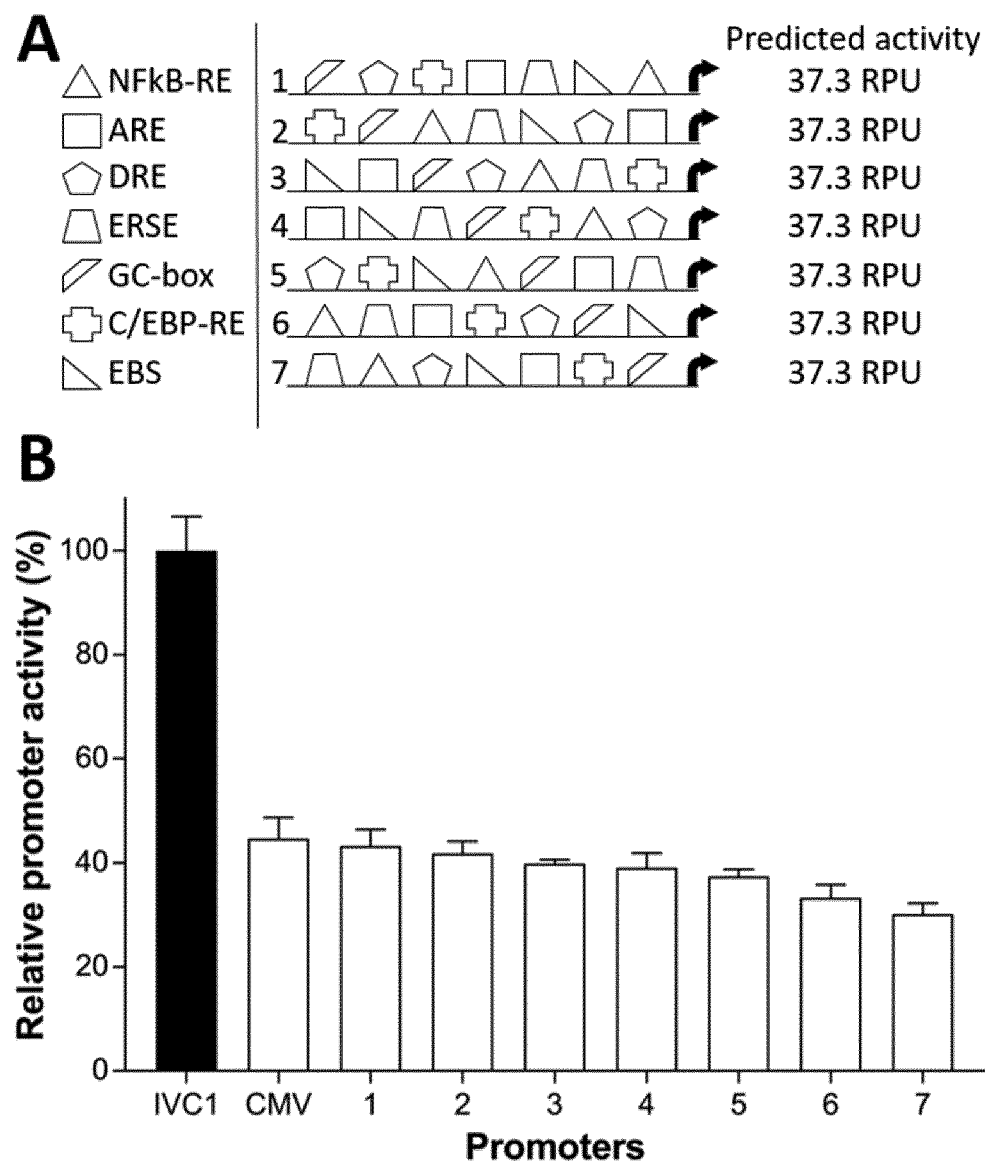 A
Predicted activity
NFkB-RE 1 37.3 RPU
ARE 2 37.3 RPU
DRE 3 37.3 RPU
ERSE 4 37.3 RPU
GC-box 5 37.3 RPU
C/EBP-RE 6 37.3 RPU
EBS 7 37.3 RPU
B
Relative promoter activity (%)
100
80
60
40
20
0
IVC1 CMV 1 2 3 4 5 6 7
Promoters